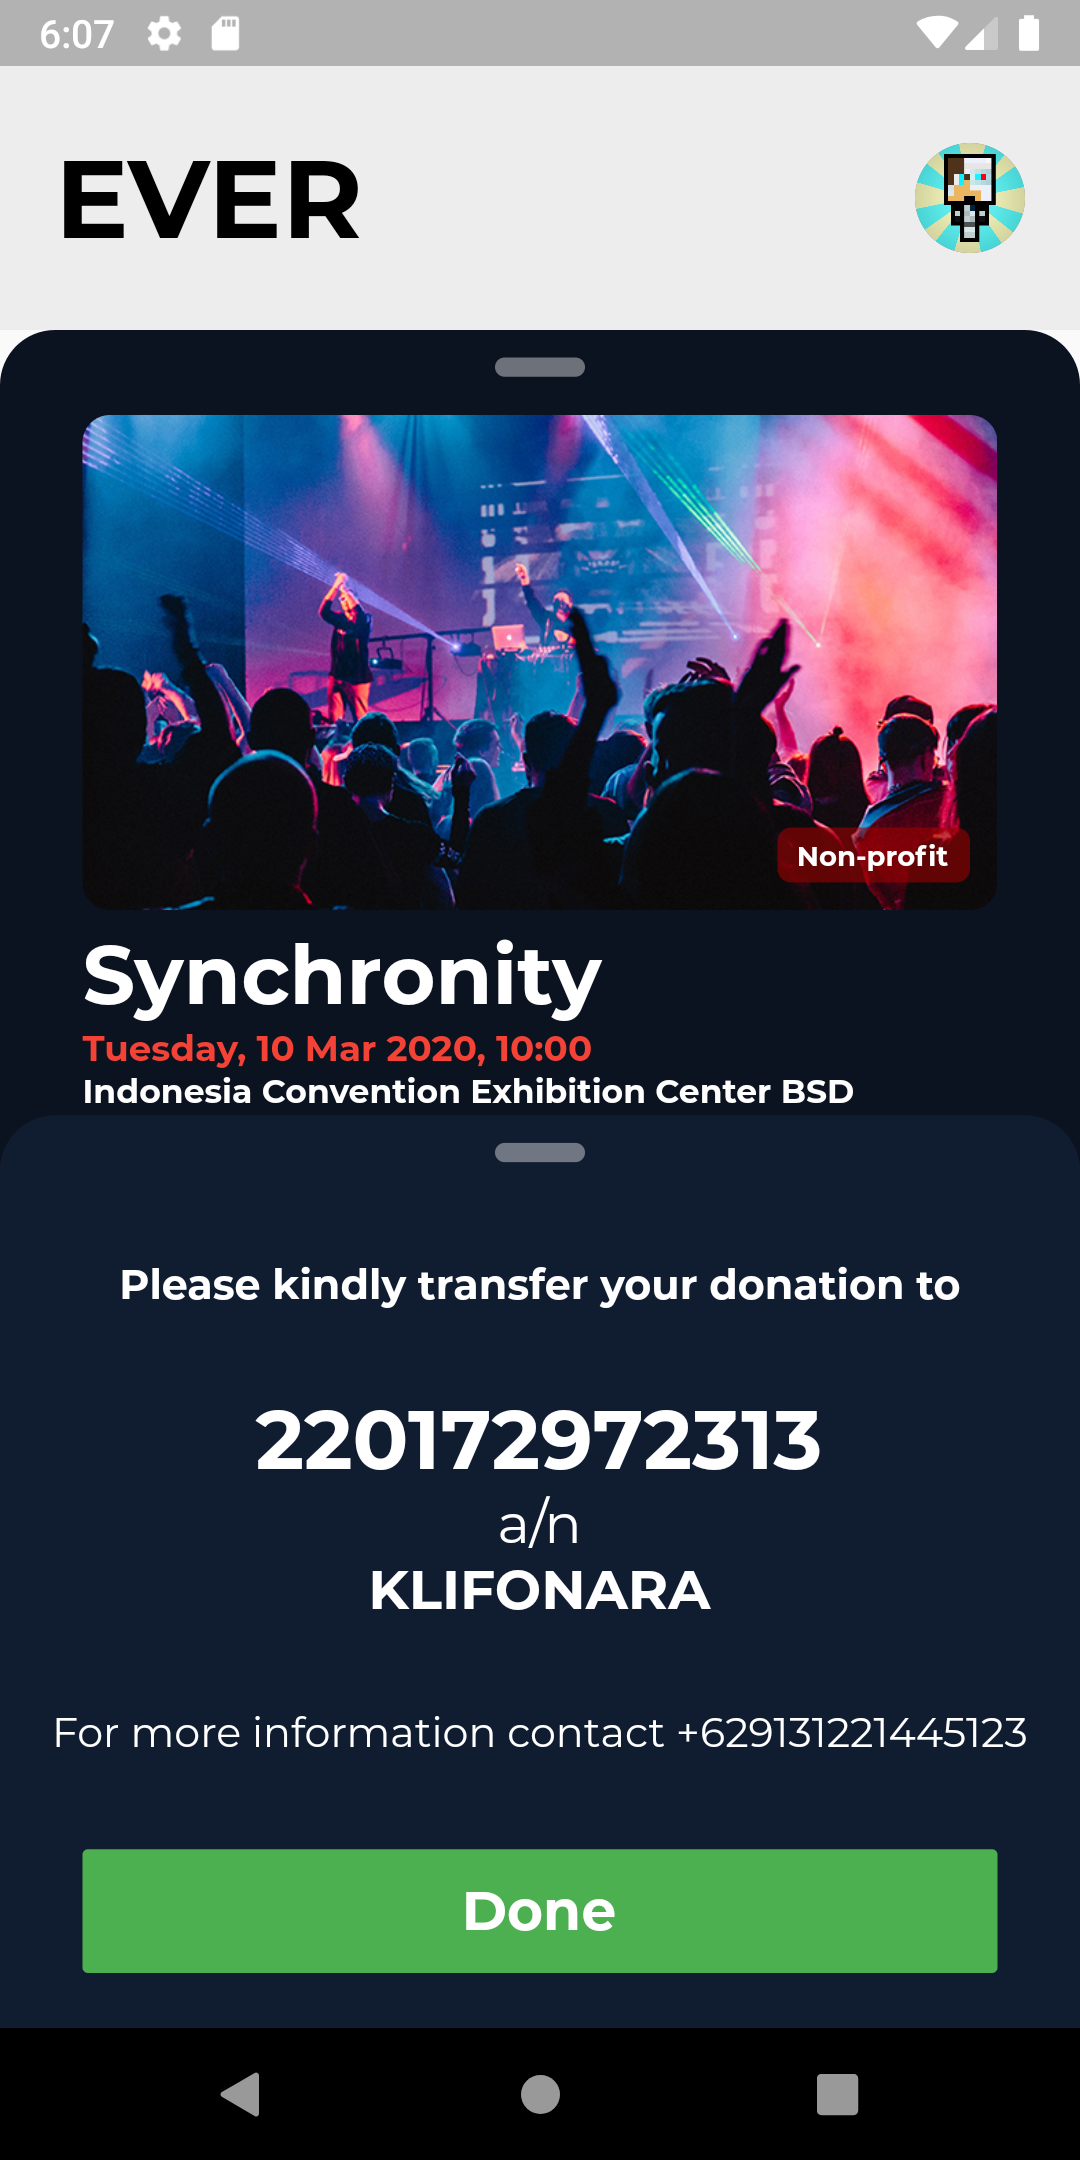 6:07
EVER
Non-profit
Synchronity
Tuesday, 10 Mar 2020, 10:00
Indonesia Convention Exhibition Center BSD
Please kindly transfer your donation to
220172972313
a/n
KLIFONARA
For more information contact +629131221445123
Done